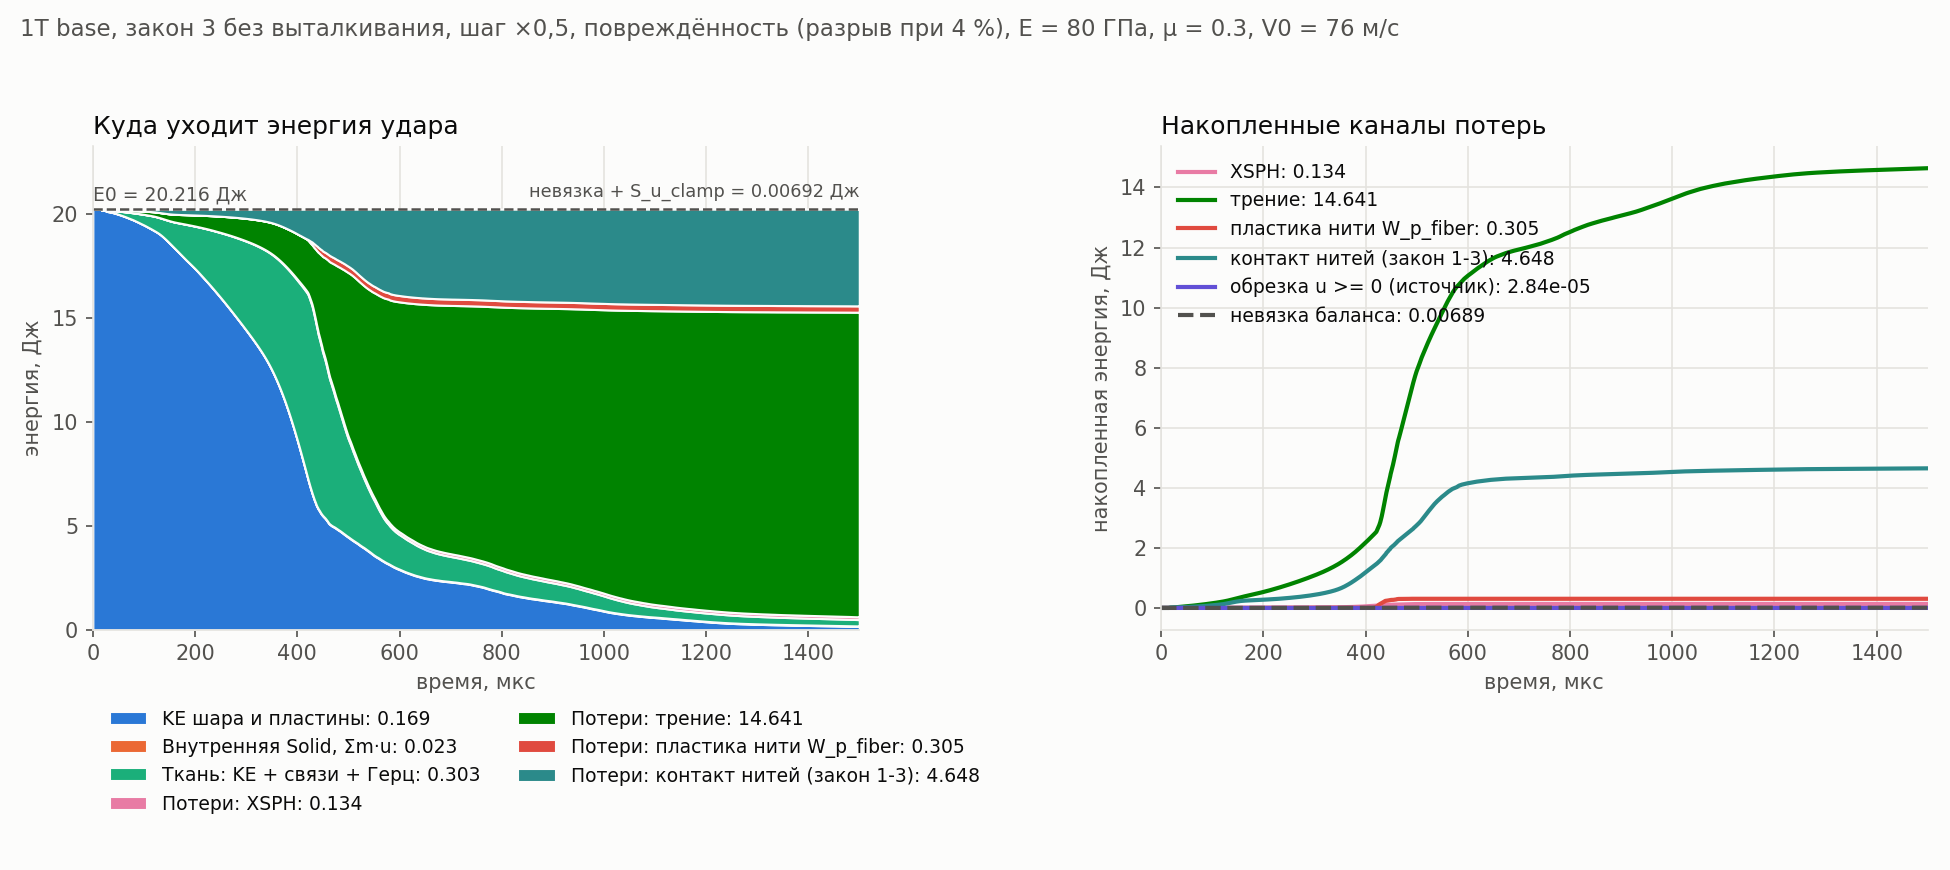 1T base, закон 3 без выталкивания, шаг ×0,5, повреждённость (разрыв при 4 %), E = 80 ГПа, μ = 0.3, V0 = 76 м/с
Куда уходит энергия удара
E0 = 20.216 Дж
невязка + S_u_clamp = 0.00692 Дж
энергия, Дж
20
15
10
5
0
0 200 400 600 800 1000 1200 1400
время, мкс
KE шара и пластины: 0.169
Внутренняя Solid, Σm·u: 0.023
Ткань: KE + связи + Герц: 0.303
Потери: XSPH: 0.134
Потери: трение: 14.641
Потери: пластика нити W_p_fiber: 0.305
Потери: контакт нитей (закон 1-3): 4.648
Накопленные каналы потерь
XSPH: 0.134
трение: 14.641
пластика нити W_p_fiber: 0.305
контакт нитей (закон 1-3): 4.648
обрезка u >= 0 (источник): 2.84e-05
невязка баланса: 0.00689
накопленная энергия, Дж
14
12
10
8
6
4
2
0
0 200 400 600 800 1000 1200 1400
время, мкс